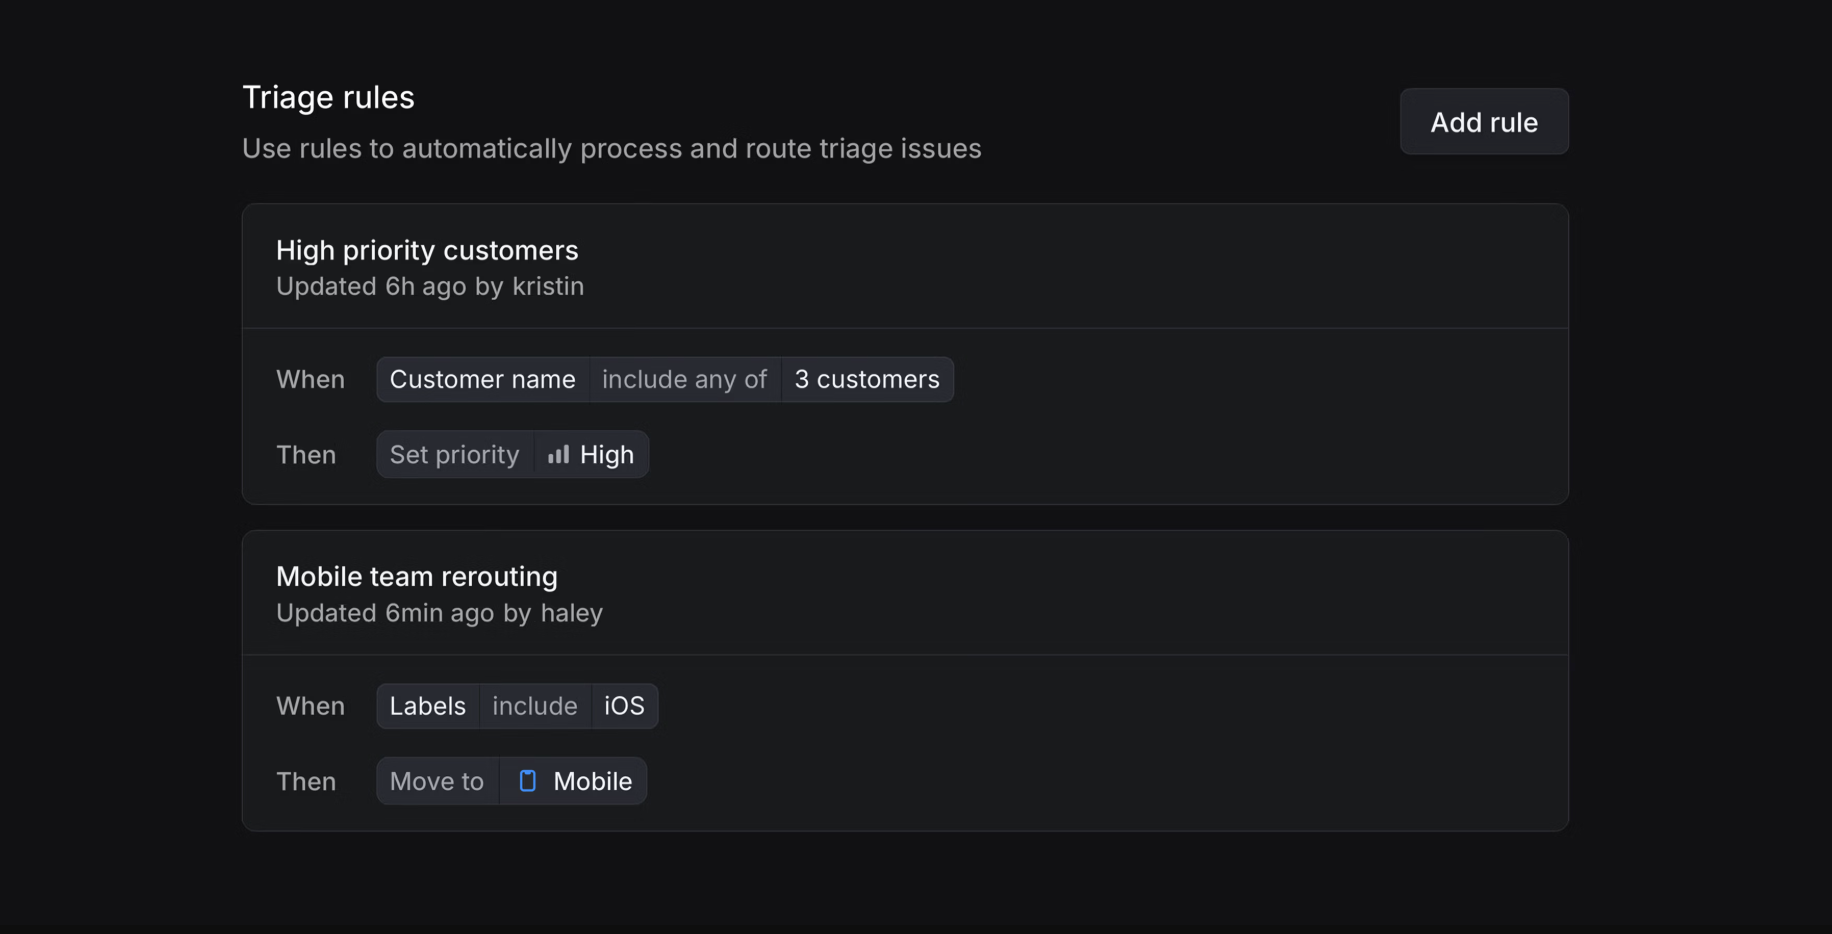 Triage rules
Use rules to automatically process and route triage issues
Add rule
High priority customers
Updated 6h ago by kristin
When Customer name include any of 3 customers
Then Set priority High
Mobile team rerouting
Updated 6min ago by haley
When Labels include iOS
Then Move to Mobile